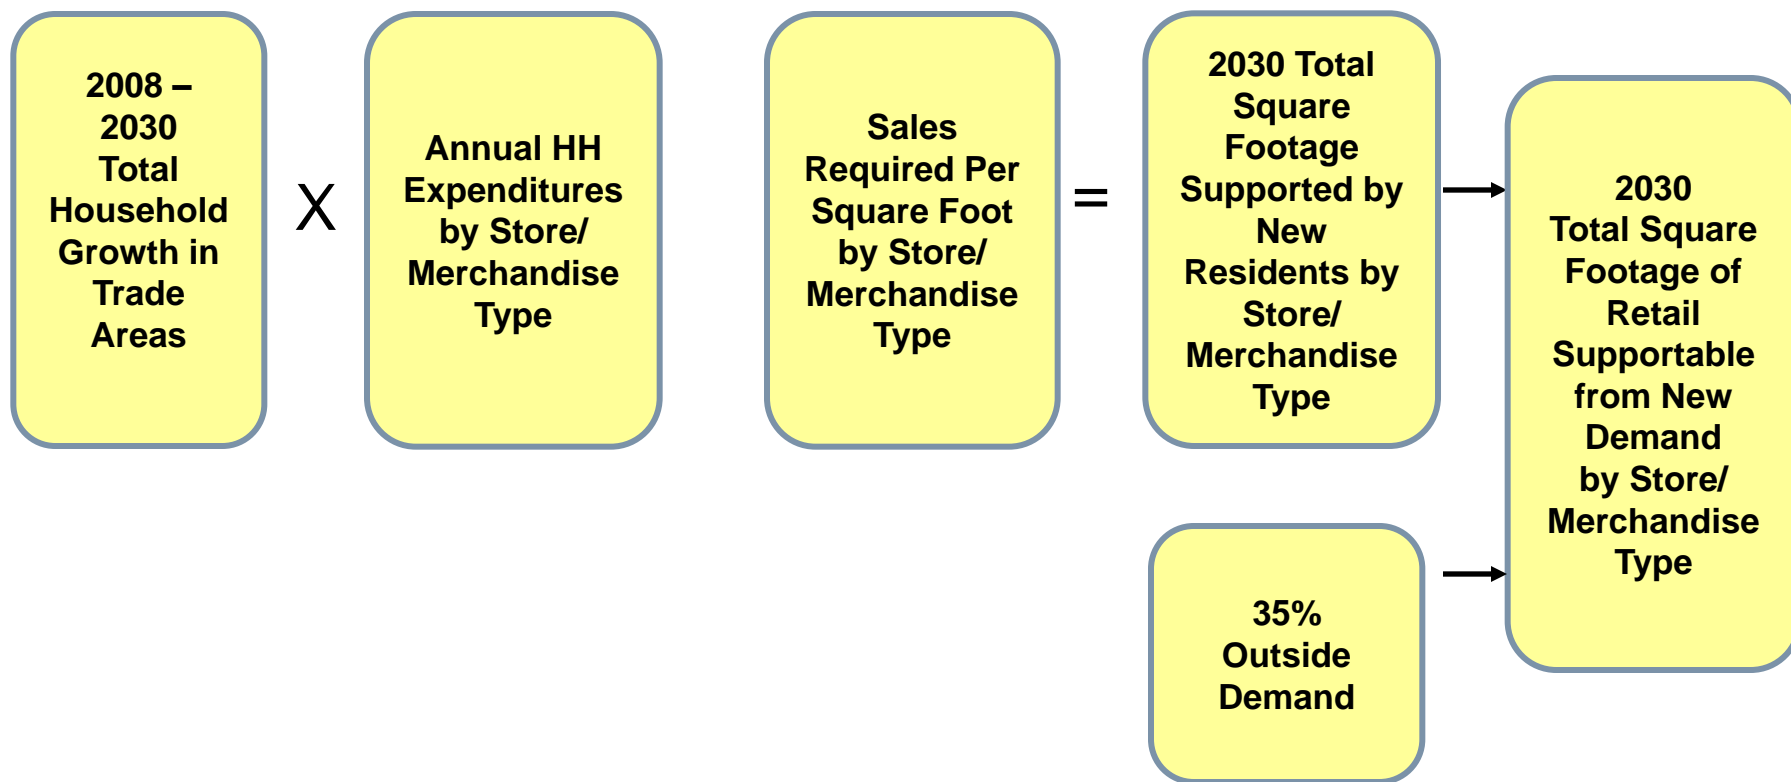 2008 –
2030
Total
Household
Growth in
Trade
Areas
X
Annual HH
Expenditures
by Store/
Merchandise
Type
Sales
Required Per
Square Foot
by Store/
Merchandise
Type
=
2030 Total
Square
Footage
Supported by
New
Residents by
Store/
Merchandise
Type
2030
Total Square
Footage of
Retail
Supportable
from New
Demand
by Store/
Merchandise
Type
35%
Outside
Demand